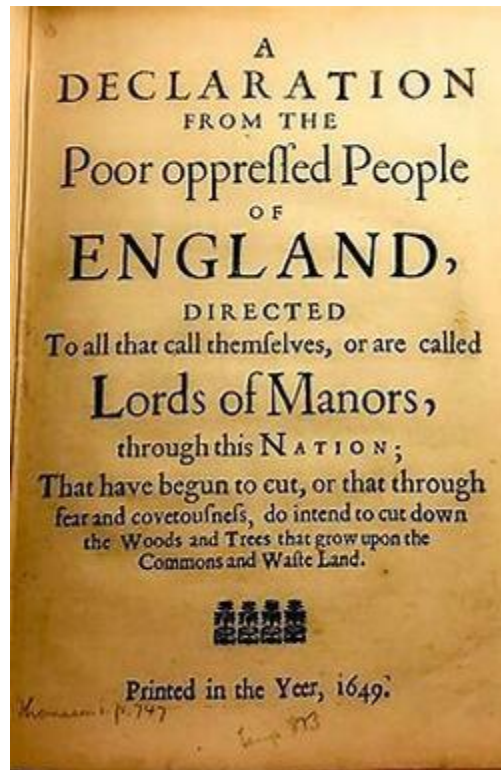 A
DECLARATION
FROM THE
Poor oppreſſed People
OF
ENGLAND,
DIRECTED
To all that call themſelves, or are called
Lords of Manors,
through this NATION;
That have begun to cut, or that through
fear and covetouſneſs, do intend to cut down
the Woods and Trees that grow upon the
Commons and Waſte Land.
Printed in the Yeer, 1649.
p. 747